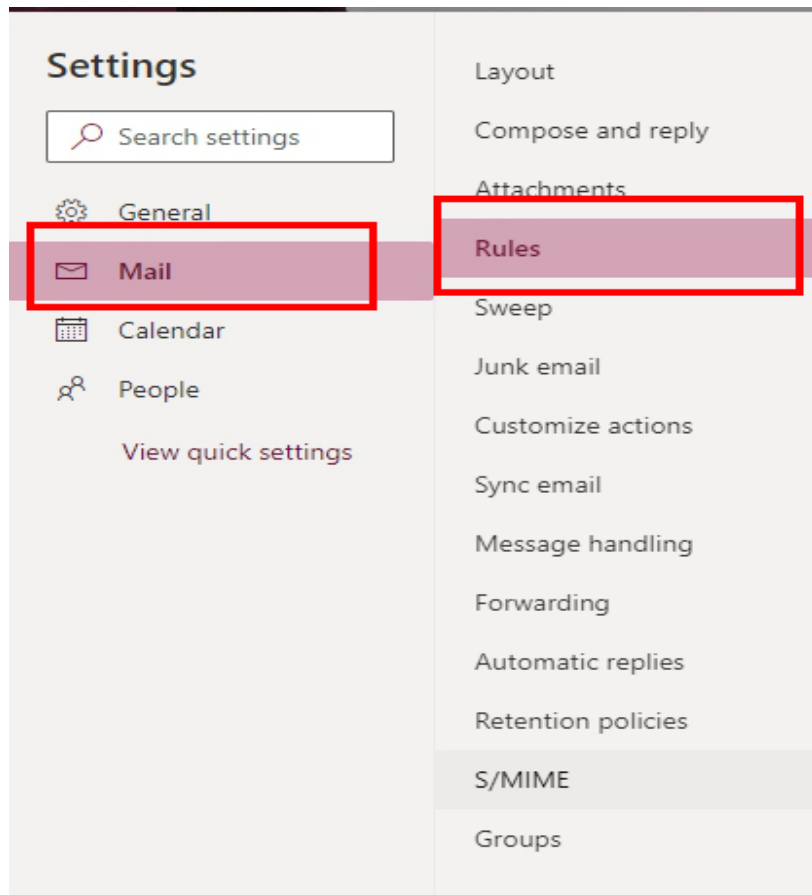 Settings
Search settings
General
Mail
Calendar
People
View quick settings
Layout
Compose and reply
Attachments
Rules
Sweep
Junk email
Customize actions
Sync email
Message handling
Forwarding
Automatic replies
Retention policies
S/MIME
Groups